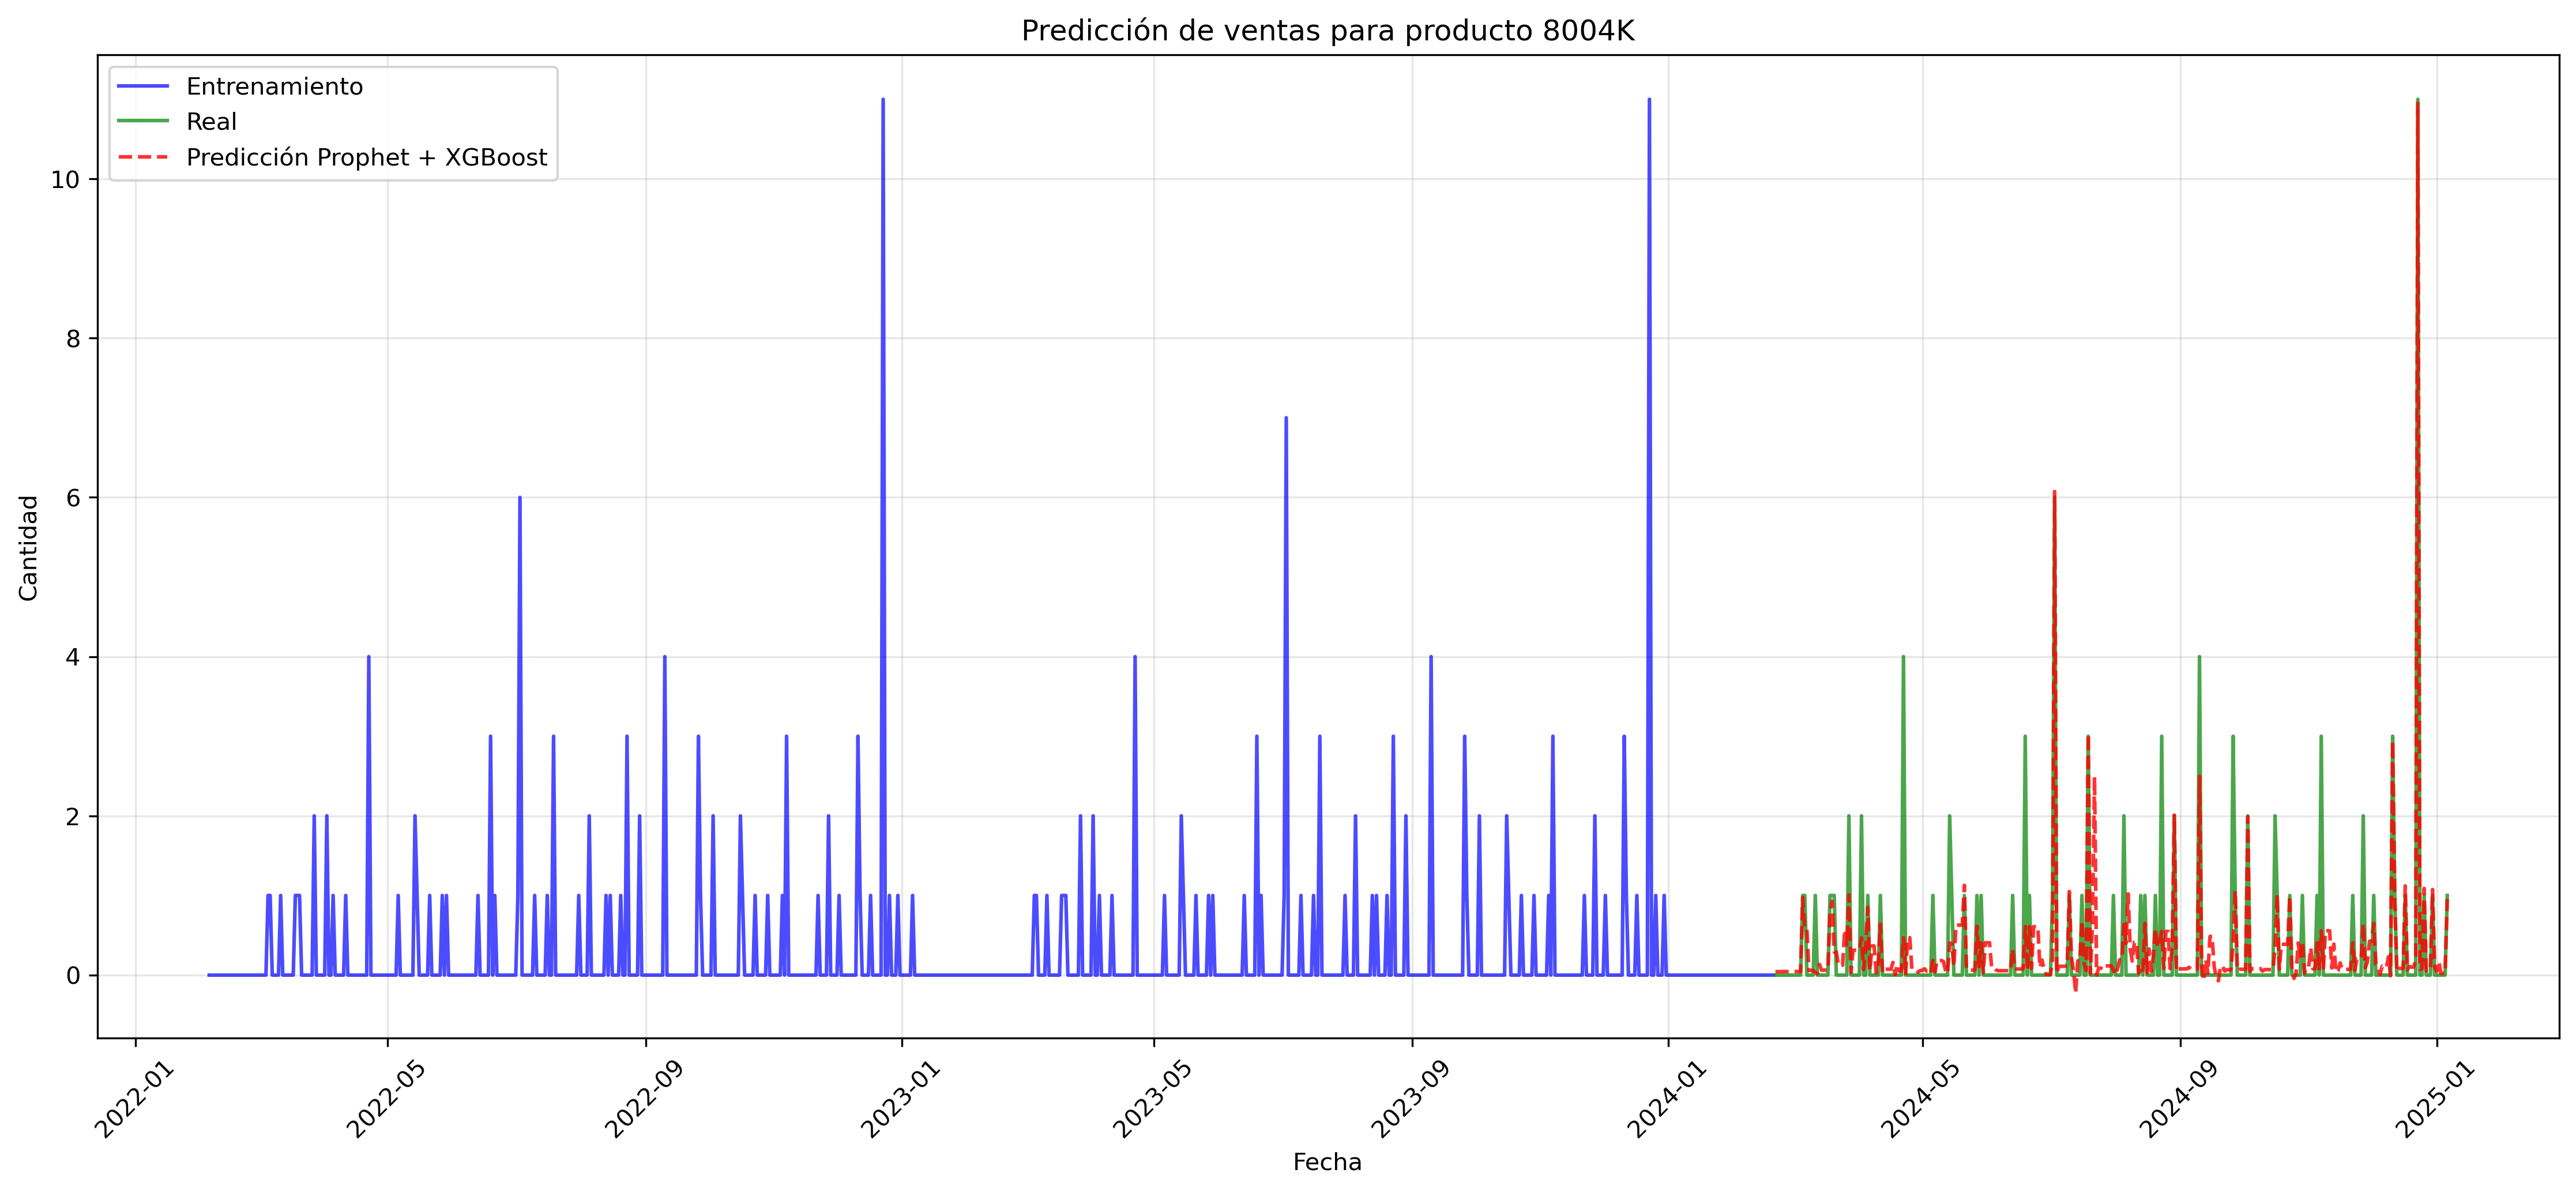 Predicción de ventas para producto 8004K
Entrenamiento
Real
Predicción Prophet + XGBoost
Cantidad
10
8
6
4
2
0
2022-01
2022-05
2022-09
2023-01
2023-05
2023-09
2024-01
2024-05
2024-09
2025-01
Fecha